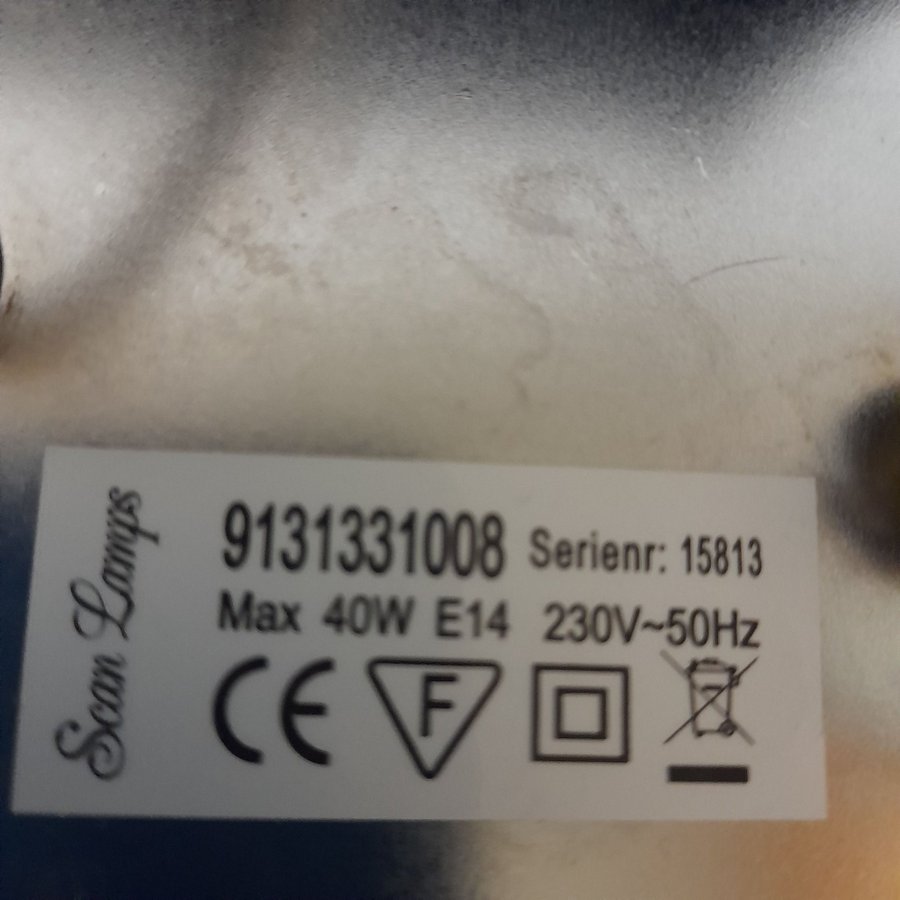 Scan Lamps
9131331008 Serienr: 15813
Max 40W E14 230V~50Hz
CE F